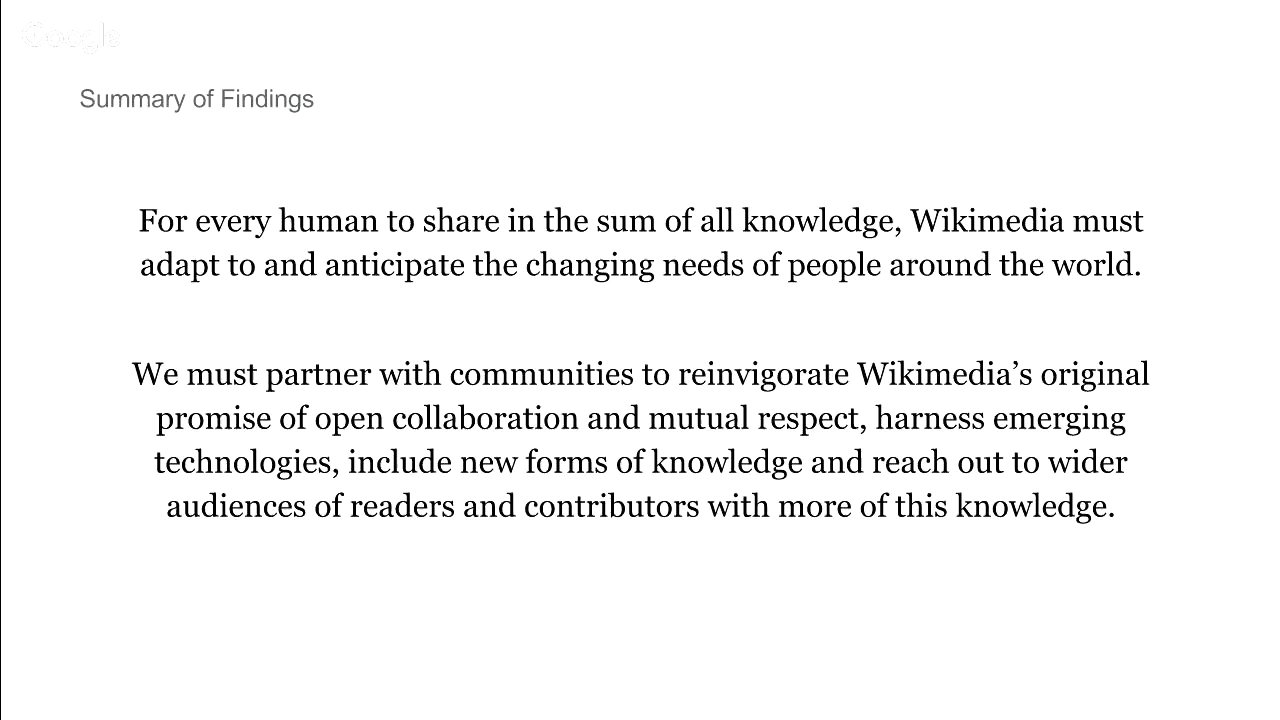 Google
Summary of Findings
For every human to share in the sum of all knowledge, Wikimedia must
adapt to and anticipate the changing needs of people around the world.
We must partner with communities to reinvigorate Wikimedia’s original
promise of open collaboration and mutual respect, harness emerging
technologies, include new forms of knowledge and reach out to wider
audiences of readers and contributors with more of this knowledge.